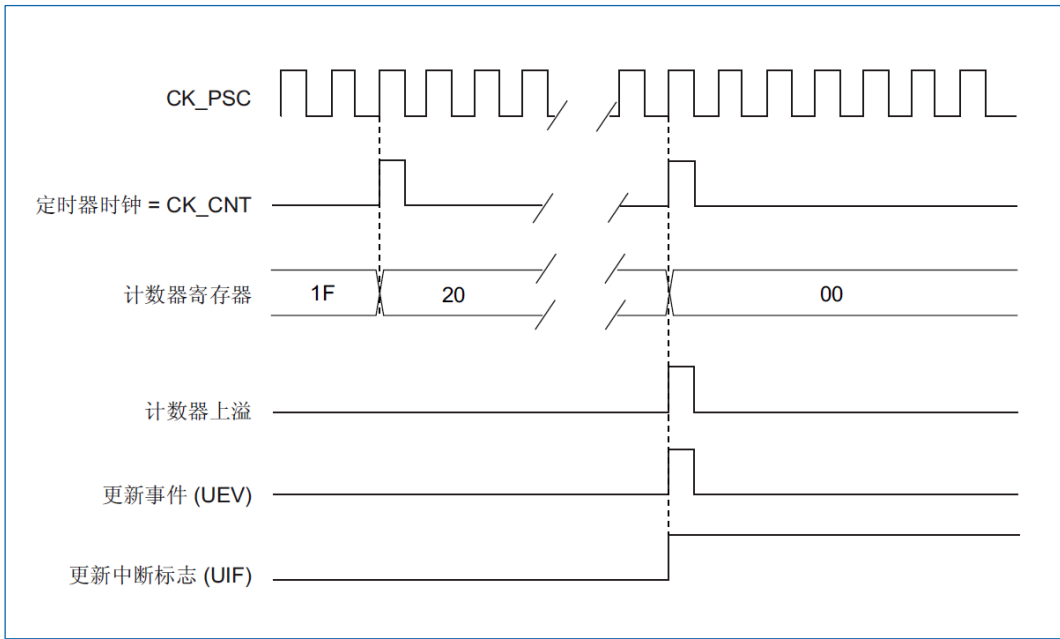 CK_PSC
定时器时钟 = CK_CNT
计数器寄存器
1F
20
00
计数器上溢
更新事件 (UEV)
更新中断标志 (UIF)